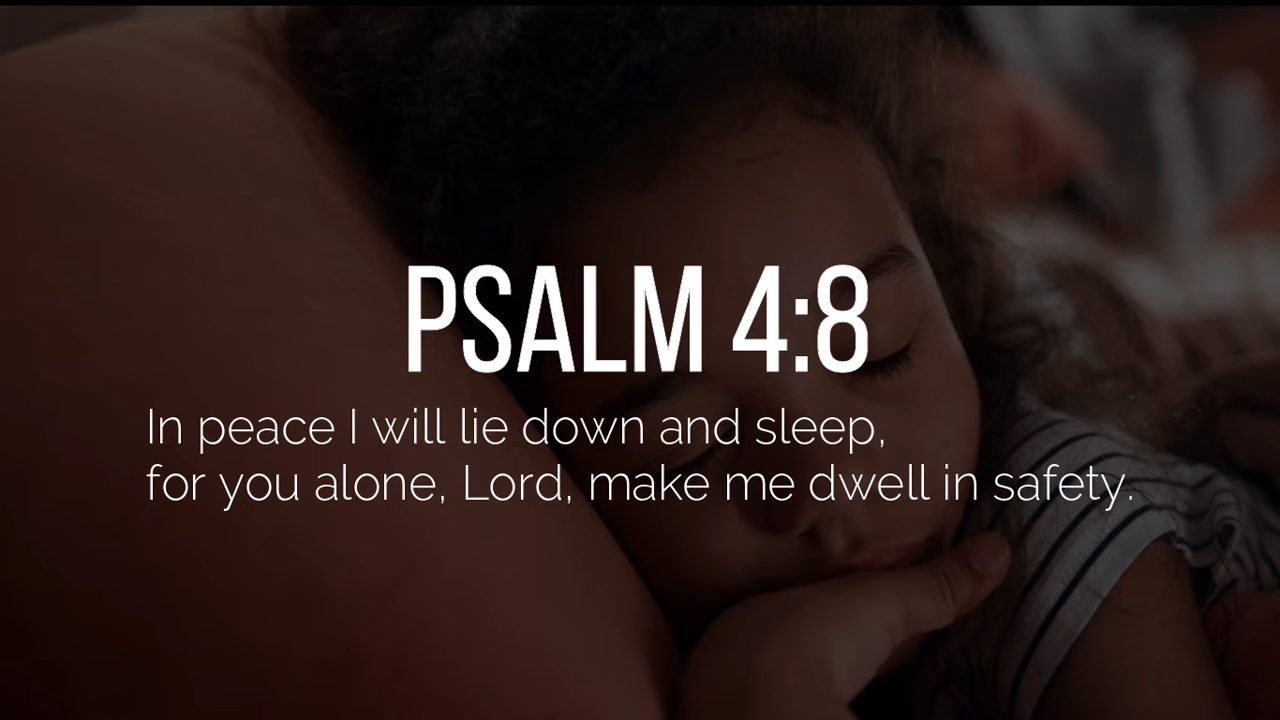 PSALM 4:8
In peace I will lie down and sleep,
for you alone, Lord, make me dwell in safety.